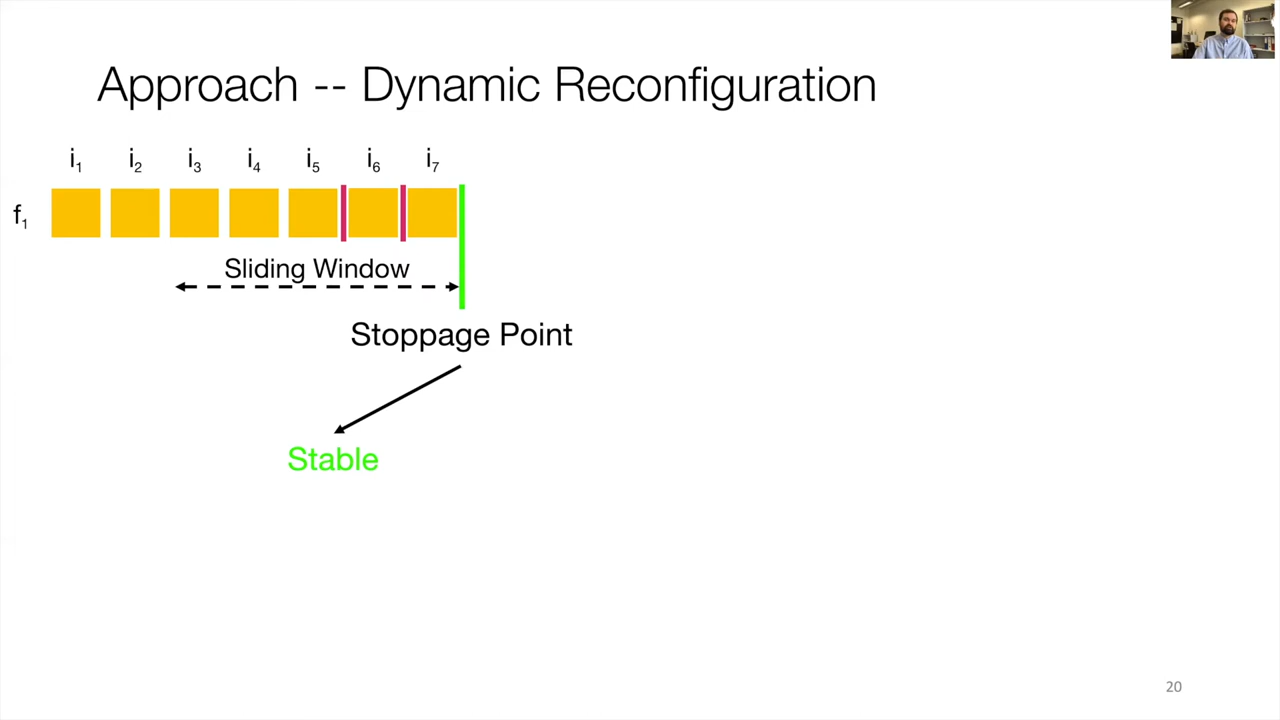 Approach -- Dynamic Reconfiguration
i1 i2 i3 i4 i5 i6 i7
f1
Sliding Window
Stoppage Point
Stable
20